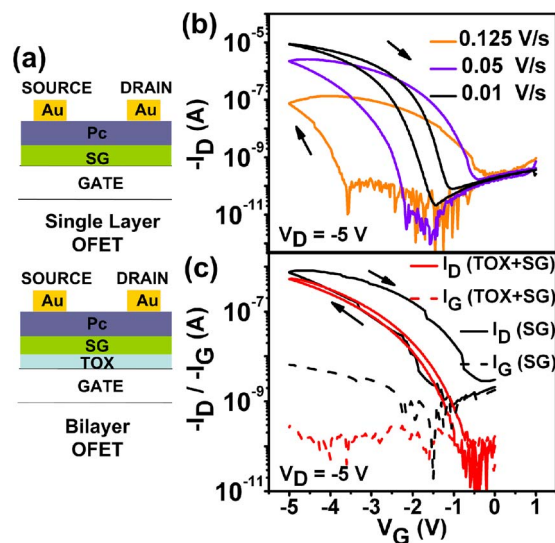 (a)
SOURCE DRAIN
Au Au
Pc
SG
GATE
Single Layer
OFET
SOURCE DRAIN
Au Au
Pc
SG
TOX
GATE
Bilayer
OFET
(b)
0.125 V/s
0.05 V/s
0.01 V/s
-I_D (A)
10^-5
10^-7
10^-9
10^-11
V_D = -5 V
(c)
I_D (TOX+SG)
I_G (TOX+SG)
I_D (SG)
I_G (SG)
-I_D / -I_G (A)
10^-7
10^-9
10^-11
V_D = -5 V
-5 -4 -3 -2 -1 0 1
V_G (V)